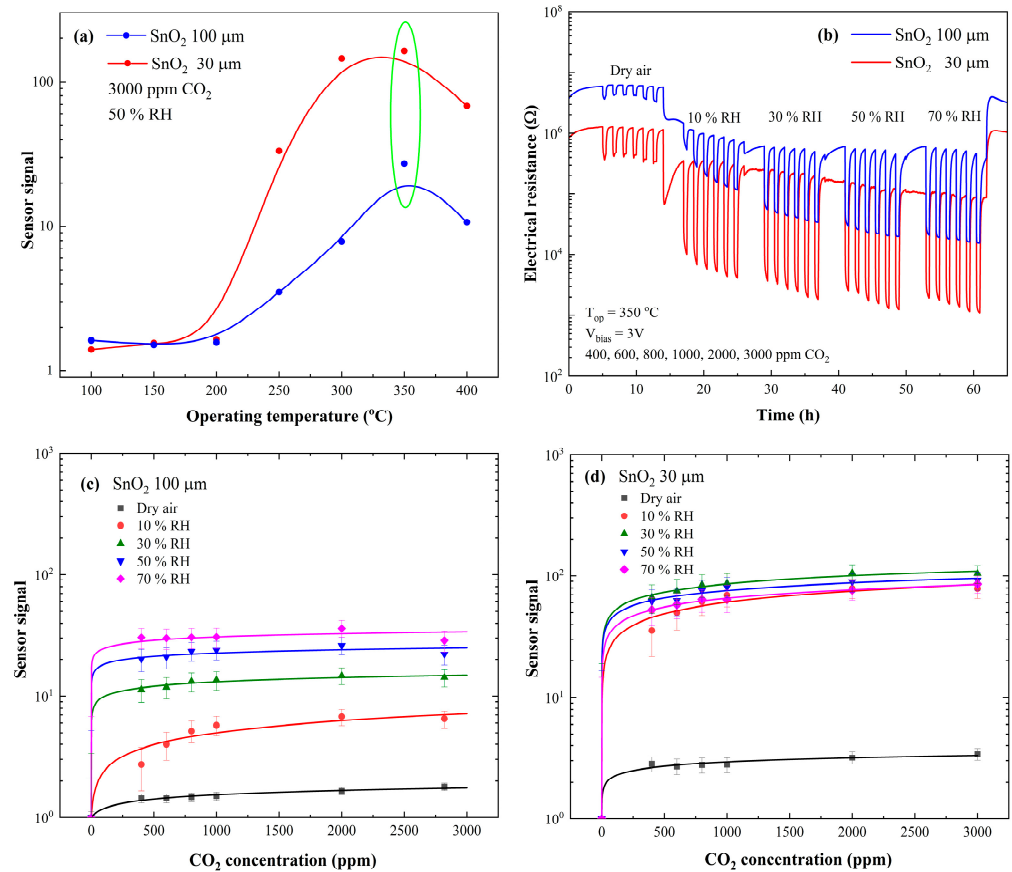 (a)
SnO2 100 μm
SnO2 30 μm
3000 ppm CO2
50 % RH
100
10
1
Sensor signal
100 150 200 250 300 350 400
Operating temperature (oC)
(b)
SnO2 100 μm
SnO2 30 μm
Dry air
10 % RH 30 % RII 50 % RII 70 % RH
10^8
10^6
10^4
10^2
Electrical resistance (Ω)
Top = 350 °C
Vbias = 3V
400, 600, 800, 1000, 2000, 3000 ppm CO2
0 10 20 30 40 50 60
Time (h)
(c) SnO2 100 μm
Dry air
10 % RH
30 % RH
50 % RH
70 % RH
10^3
10^2
10^1
10^0
Sensor signal
0 500 1000 1500 2000 2500 3000
CO2 concentration (ppm)
(d) SnO2 30 μm
Dry air
10 % RH
30 % RH
50 % RH
70 % RH
10^3
10^2
10^1
10^0
Sensor signal
0 500 1000 1500 2000 2500 3000
CO2 concentration (ppm)